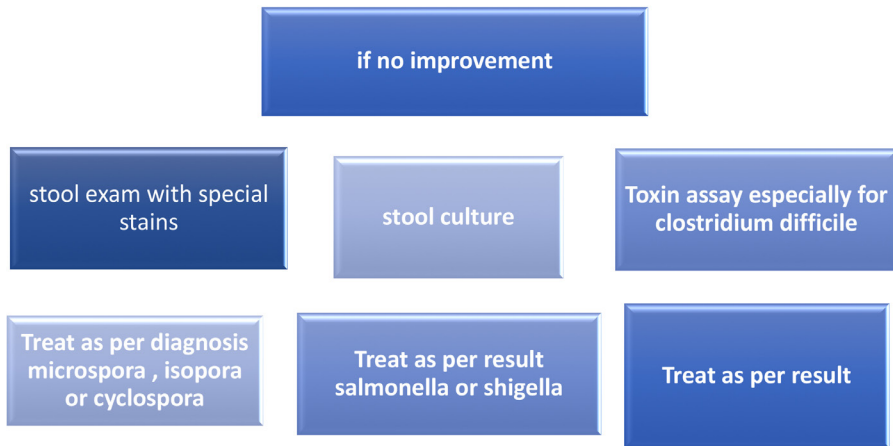 if no improvement
stool exam with special
stains
stool culture
Toxin assay especially for
clostridium difficile
Treat as per diagnosis
microspora , isopora
or cyclospora
Treat as per result
salmonella or shigella
Treat as per result